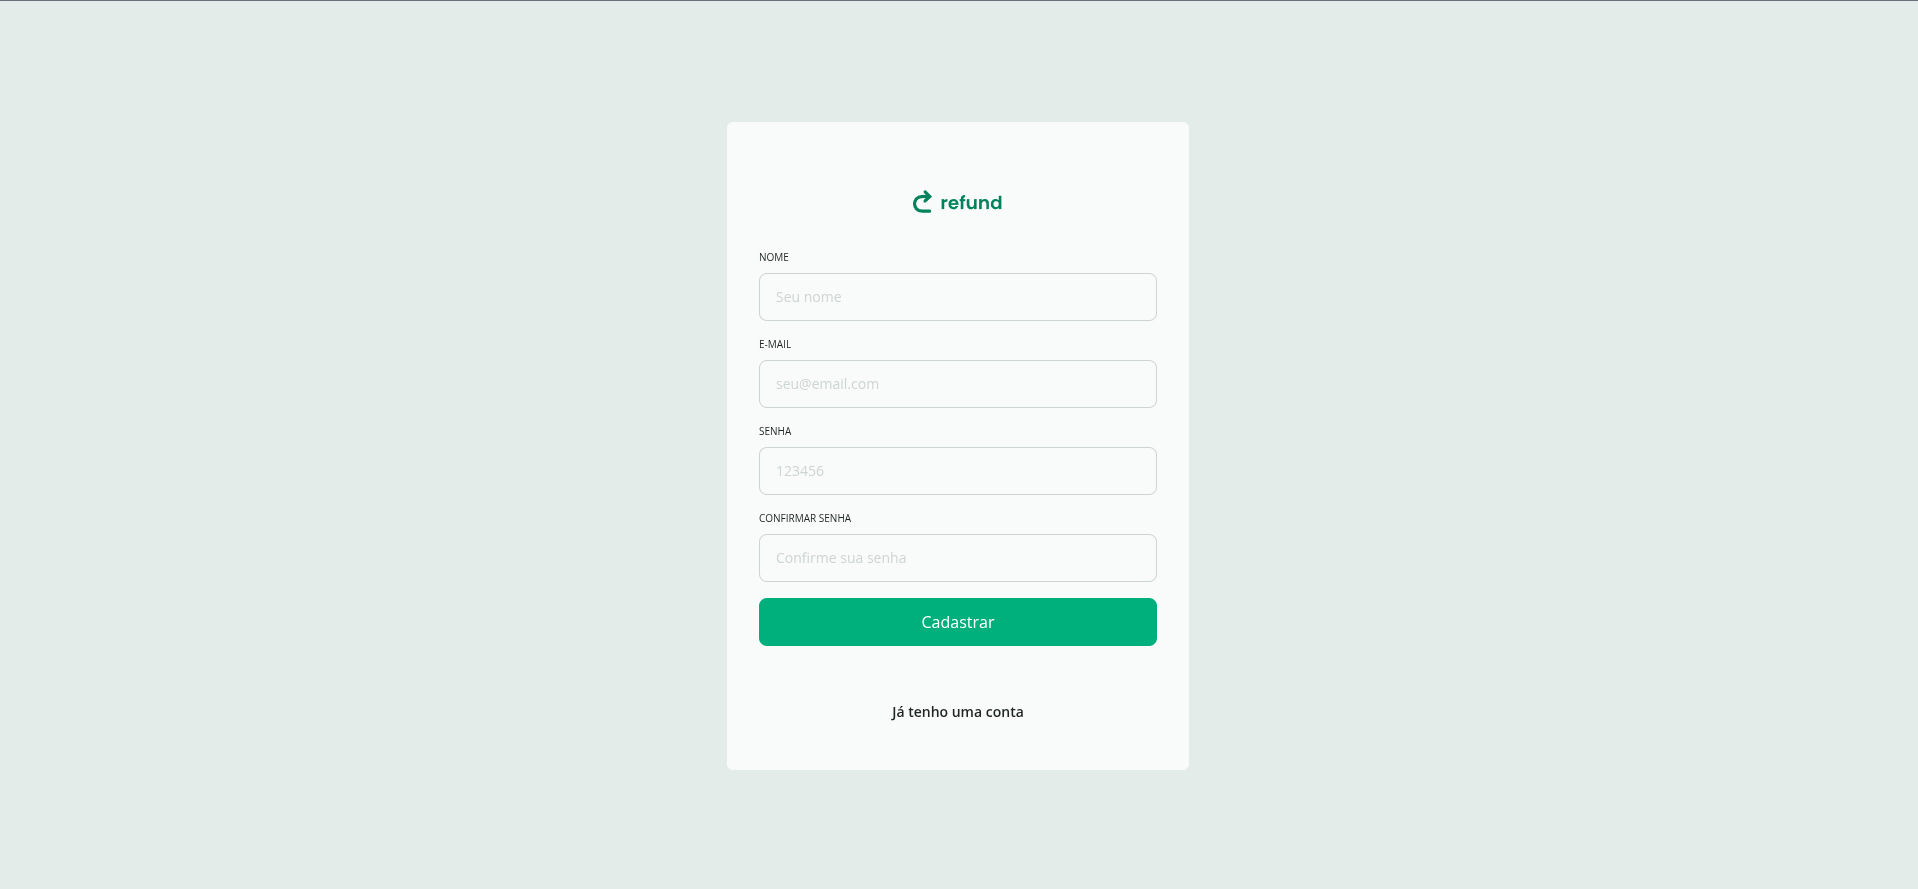 refund
NOME
Seu nome
E-MAIL
seu@email.com
SENHA
123456
CONFIRMAR SENHA
Confirme sua senha
Cadastrar
Já tenho uma conta